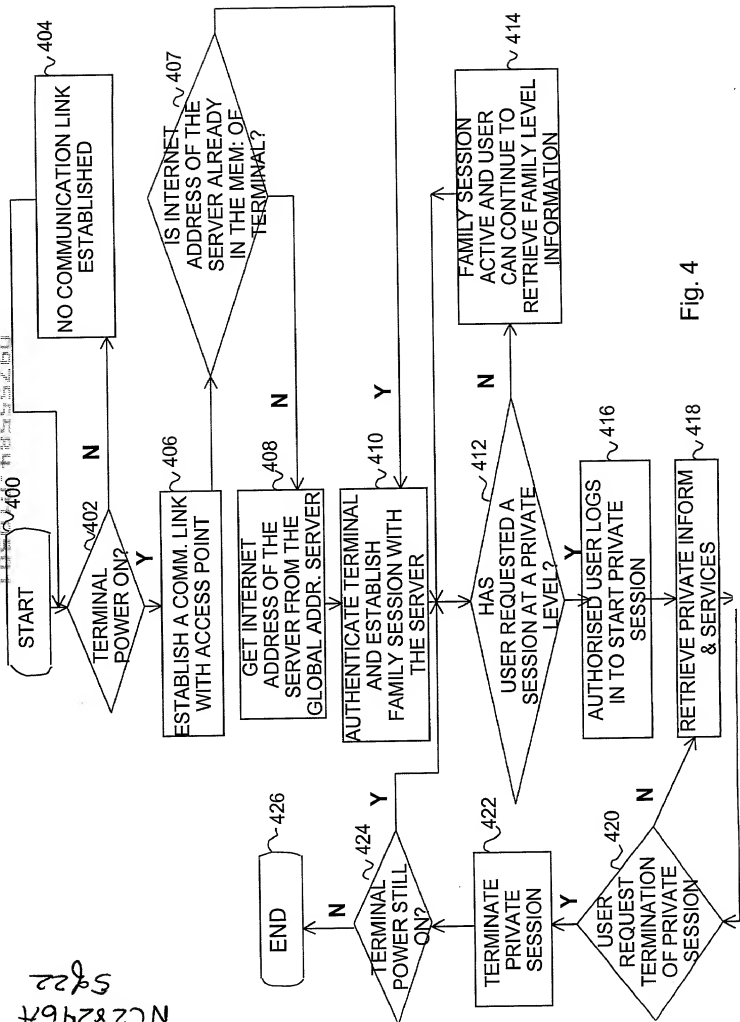 400
START
402
TERMINAL
POWER ON?
N
Y
404
NO COMMUNICATION LINK
ESTABLISHED
406
ESTABLISH A COMM. LINK
WITH ACCESS POINT
407
IS INTERNET
ADDRESS OF THE
SERVER ALREADY
IN THE MEM: OF
TERMINAL?
N
Y
408
GET INTERNET
ADDRESS OF THE
SERVER FROM THE
GLOBAL ADDR. SERVER
410
AUTHENTICATE TERMINAL
AND ESTABLISH
FAMILY SESSION WITH
THE SERVER
412
HAS
USER REQUESTED A
SESSION AT A PRIVATE
LEVEL?
N
Y
414
FAMILY SESSION
ACTIVE AND USER
CAN CONTINUE TO
RETRIEVE FAMILY LEVEL
INFORMATION
416
AUTHORISED USER LOGS
IN TO START PRIVATE
SESSION
418
RETRIEVE PRIVATE INFORM
& SERVICES
420
USER
REQUEST
TERMINATION
OF PRIVATE
SESSION
N
Y
422
TERMINATE
PRIVATE
SESSION
424
TERMINAL
POWER STILL
ON?
Y
N
426
END
Fig. 4
NC28246A